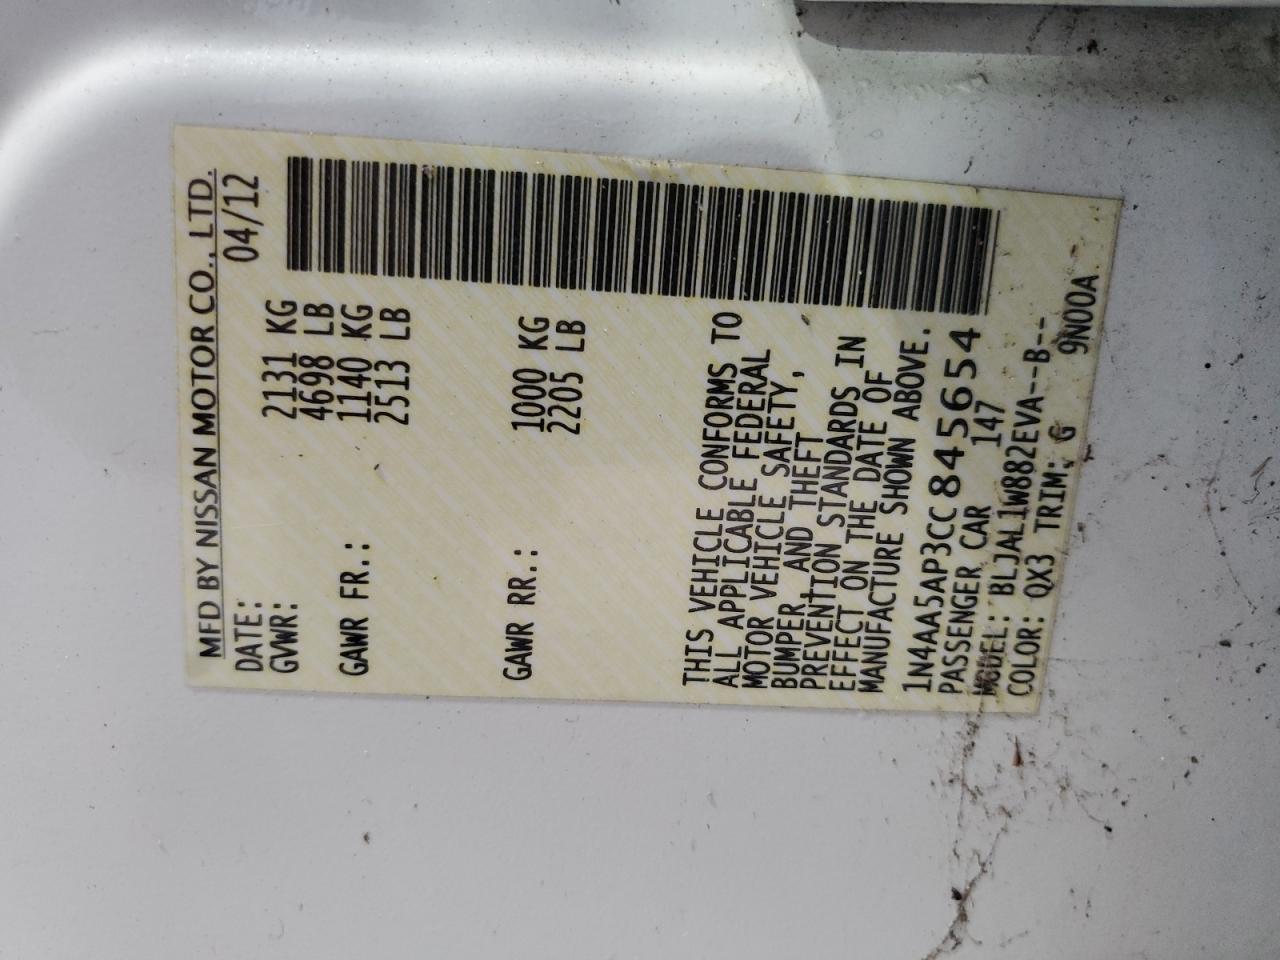 MFD BY NISSAN MOTOR CO., LTD.
DATE: 04/12
GVWR: 2131 KG
4698 LB
GAWR FR.: 1140 KG
2513 LB
GAWR RR.: 1000 KG
2205 LB
THIS VEHICLE CONFORMS TO
ALL APPLICABLE FEDERAL
MOTOR VEHICLE SAFETY,
BUMPER, AND THEFT
PREVENTION STANDARDS IN
EFFECT ON THE DATE OF
MANUFACTURE SHOWN ABOVE.
1N4AA5AP3CC845654
PASSENGER CAR 147
MODEL: BLJAL1W882EVA--B--
COLOR: QX3 TRIM: G 9N00A